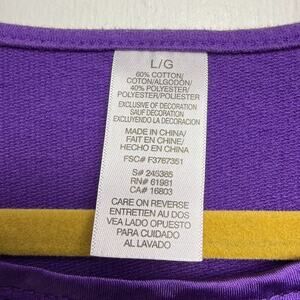 L/G
60% COTTON/
COTON/ALGODÓN/
40% POLYESTER/
POLYESTER/POLIÉSTER
EXCLUSIVE OF DECORATION
SAUF DECORATION
EXCLUYENDO LA DECORACIÓN
MADE IN CHINA/
FAIT EN CHINE/
HECHO EN CHINA
FSC# F3767351
S# 245385
RN# 61981
CA# 16803
CARE ON REVERSE
ENTRETIEN AU DOS
VEA LADO OPUESTO
PARA CUIDADO
AL LAVADO